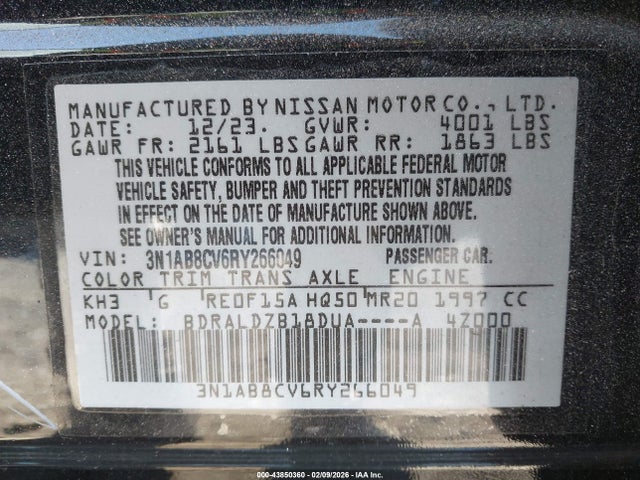 MANUFACTURED BY NISSAN MOTOR CO., LTD.
DATE: 12/23. GVWR: 4001 LBS
GAWR FR: 2161 LBS GAWR RR: 1863 LBS
THIS VEHICLE CONFORMS TO ALL APPLICABLE FEDERAL MOTOR
VEHICLE SAFETY, BUMPER AND THEFT PREVENTION STANDARDS
IN EFFECT ON THE DATE OF MANUFACTURE SHOWN ABOVE.
SEE OWNER'S MANUAL FOR ADDITIONAL INFORMATION.
VIN: 3N1AB8CV6RY266049 PASSENGER CAR.
COLOR TRIM TRANS AXLE ENGINE
KH3 G RE0F15A HQ50 MR20 1997 CC
MODEL: BDRALDZB18DUA----A 4Z000
3N1AB8CV6RY266049
000-43850360 - 02/09/2026 - IAA Inc.